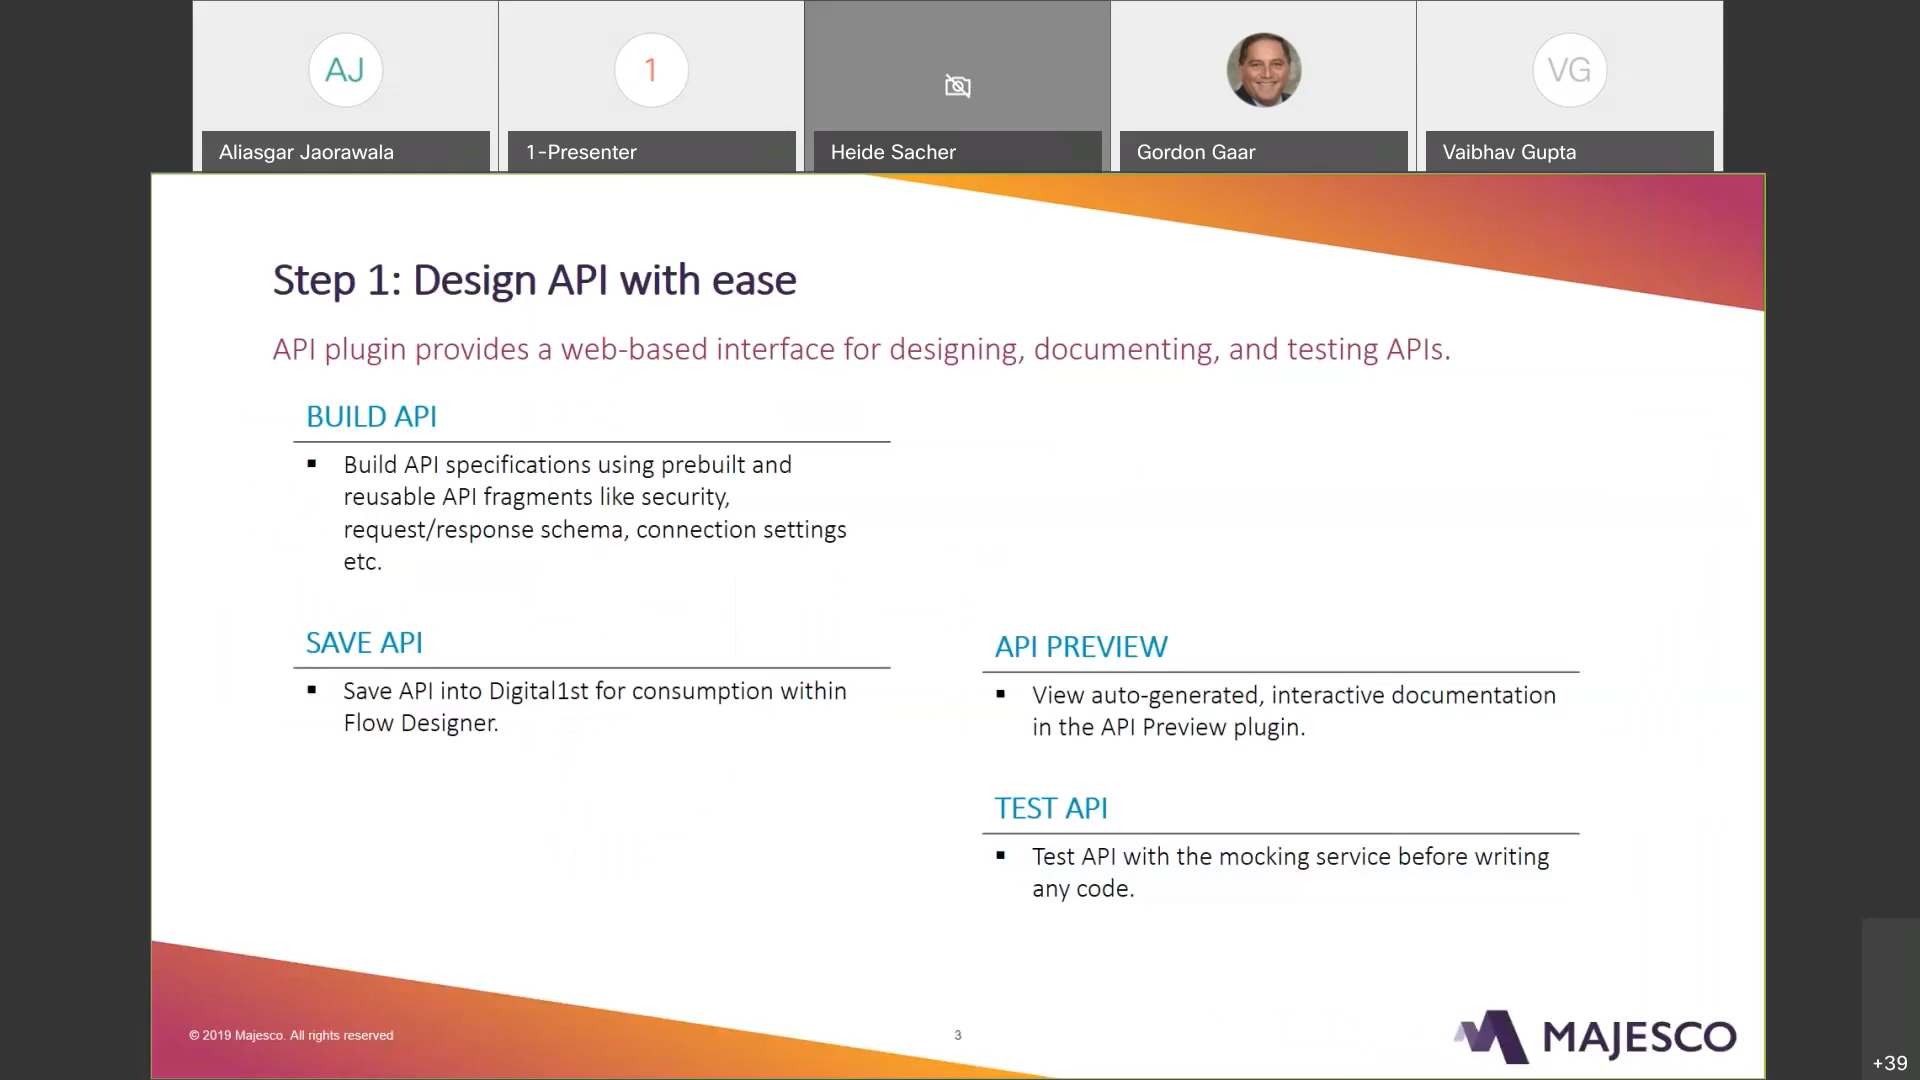 AJ
1
VG
Aliasgar Jaorawala
1-Presenter
Heide Sacher
Gordon Gaar
Vaibhav Gupta
Step 1: Design API with ease
API plugin provides a web-based interface for designing, documenting, and testing APIs.
BUILD API
▪ Build API specifications using prebuilt and
reusable API fragments like security,
request/response schema, connection settings
etc.
SAVE API
▪ Save API into Digital1st for consumption within
Flow Designer.
API PREVIEW
▪ View auto-generated, interactive documentation
in the API Preview plugin.
TEST API
▪ Test API with the mocking service before writing
any code.
© 2019 Majesco. All rights reserved
3
MAJESCO
+39